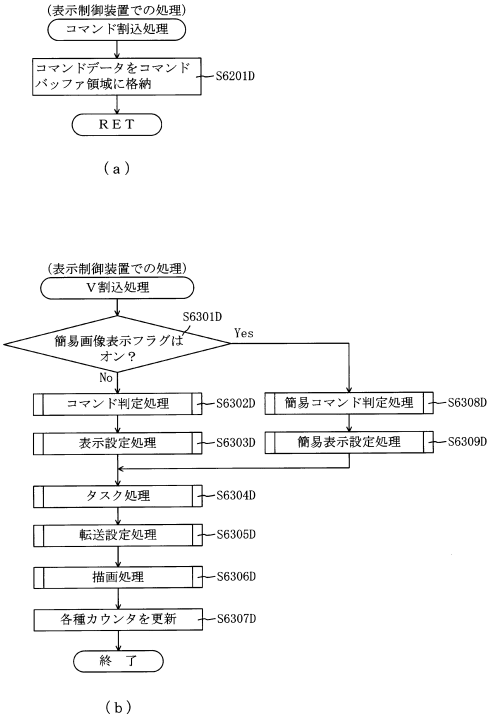 (表示制御装置での処理)
コマンド割込処理
コマンドデータをコマンド
バッファ領域に格納
S6201D
RET
(a)
(表示制御装置での処理)
V割込処理
S6301D
簡易画像表示フラグは
オン?
Yes
No
コマンド判定処理
S6302D
簡易コマンド判定処理
S6308D
表示設定処理
S6303D
簡易表示設定処理
S6309D
タスク処理
S6304D
転送設定処理
S6305D
描画処理
S6306D
各種カウンタを更新
S6307D
終 了
(b)